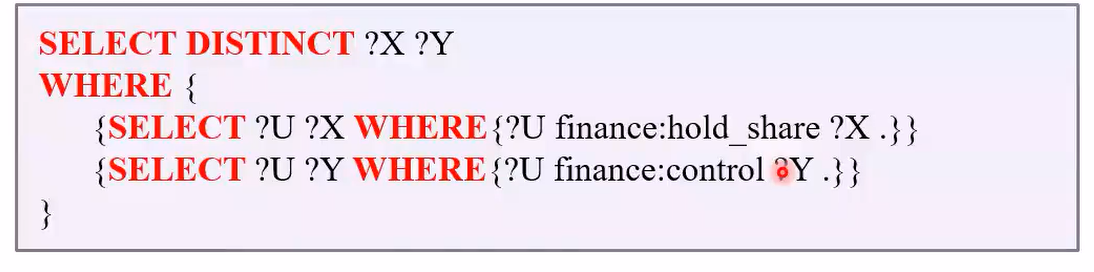 SELECT DISTINCT ?X ?Y
WHERE {
{SELECT ?U ?X WHERE{?U finance:hold_share ?X .}}
{SELECT ?U ?Y WHERE{?U finance:control ?Y .}}
}